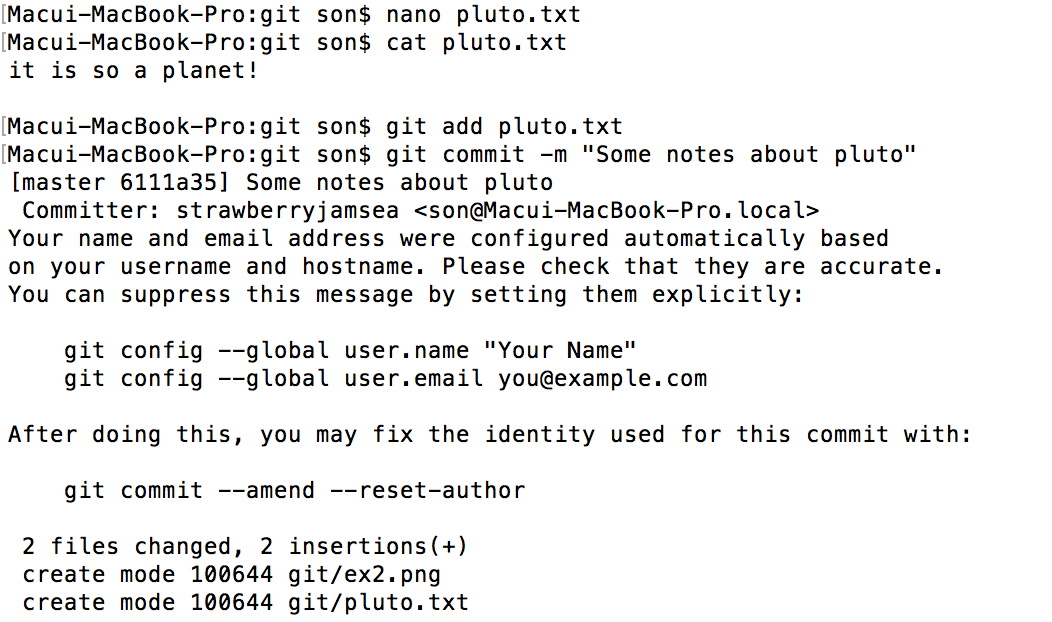 [Macui-MacBook-Pro:git son$ nano pluto.txt
[Macui-MacBook-Pro:git son$ cat pluto.txt
it is so a planet!
[Macui-MacBook-Pro:git son$ git add pluto.txt
[Macui-MacBook-Pro:git son$ git commit -m "Some notes about pluto"
[master 6111a35] Some notes about pluto
Committer: strawberryjamsea <son@Macui-MacBook-Pro.local>
Your name and email address were configured automatically based
on your username and hostname. Please check that they are accurate.
You can suppress this message by setting them explicitly:
git config --global user.name "Your Name"
git config --global user.email you@example.com
After doing this, you may fix the identity used for this commit with:
git commit --amend --reset-author
2 files changed, 2 insertions(+)
create mode 100644 git/ex2.png
create mode 100644 git/pluto.txt